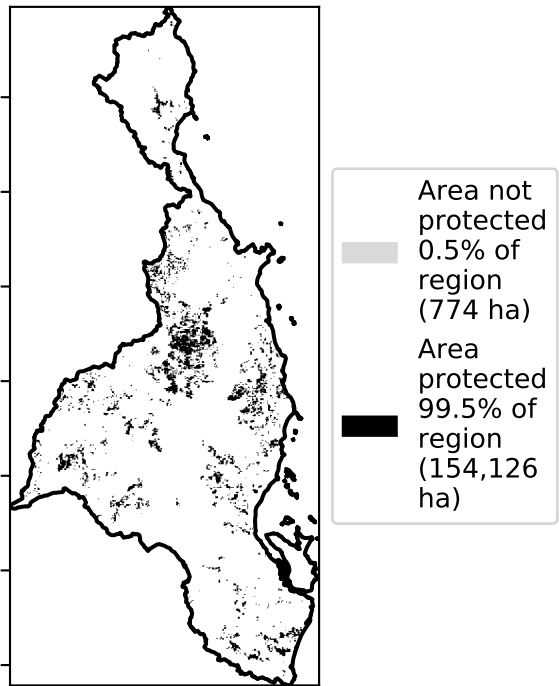 Area not
protected
0.5% of
region
(774 ha)
Area
protected
99.5% of
region
(154,126
ha)